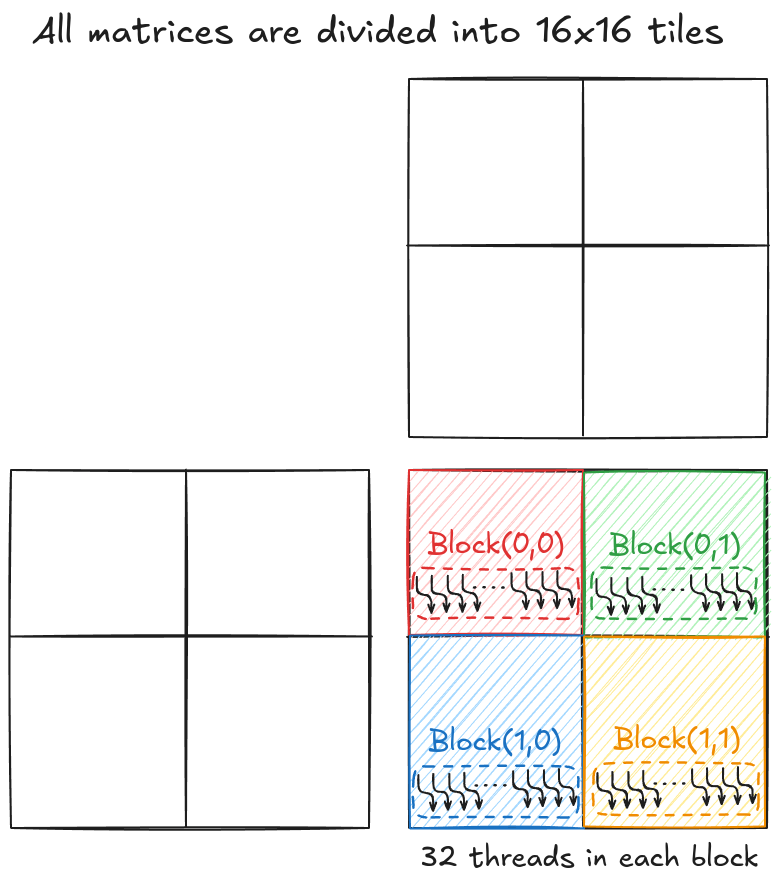 All matrices are divided into 16x16 tiles
Block(0,0)
Block(0,1)
Block(1,0)
Block(1,1)
32 threads in each block